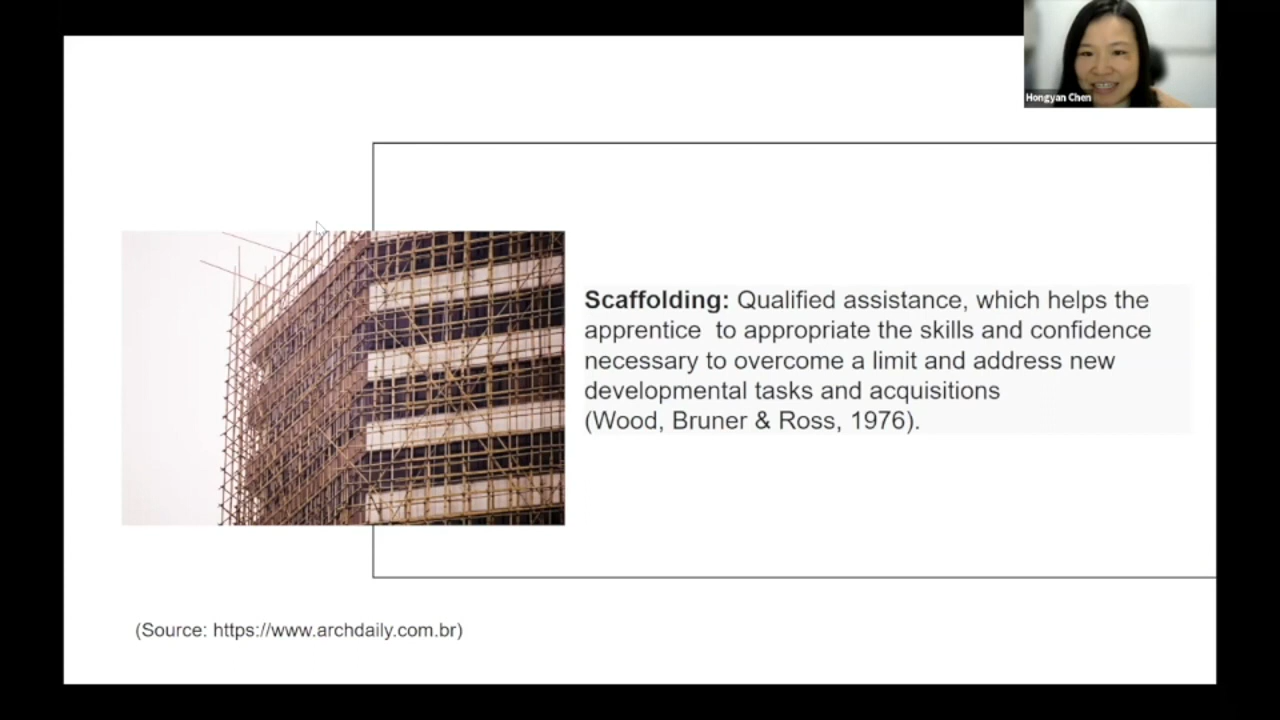 Hongyan Chen
Scaffolding: Qualified assistance, which helps the
apprentice to appropriate the skills and confidence
necessary to overcome a limit and address new
developmental tasks and acquisitions
(Wood, Bruner & Ross, 1976).
(Source: https://www.archdaily.com.br)